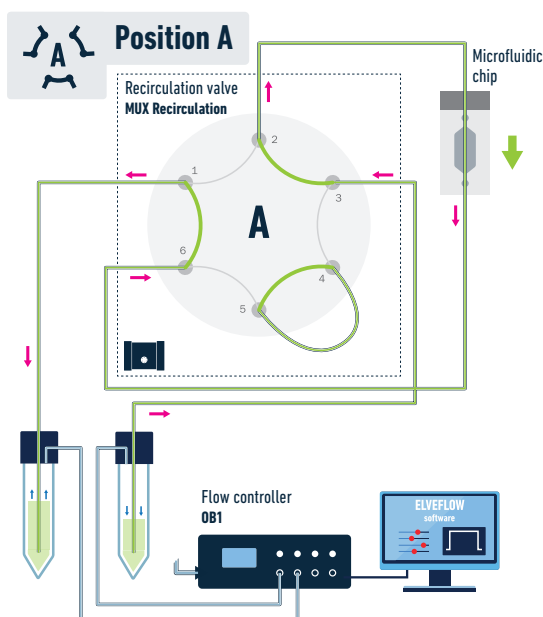 A
Position A
Microfluidic
chip
Recirculation valve
MUX Recirculation
2
1
3
A
6
4
5
Flow controller
OB1
ELVEFLOW
software